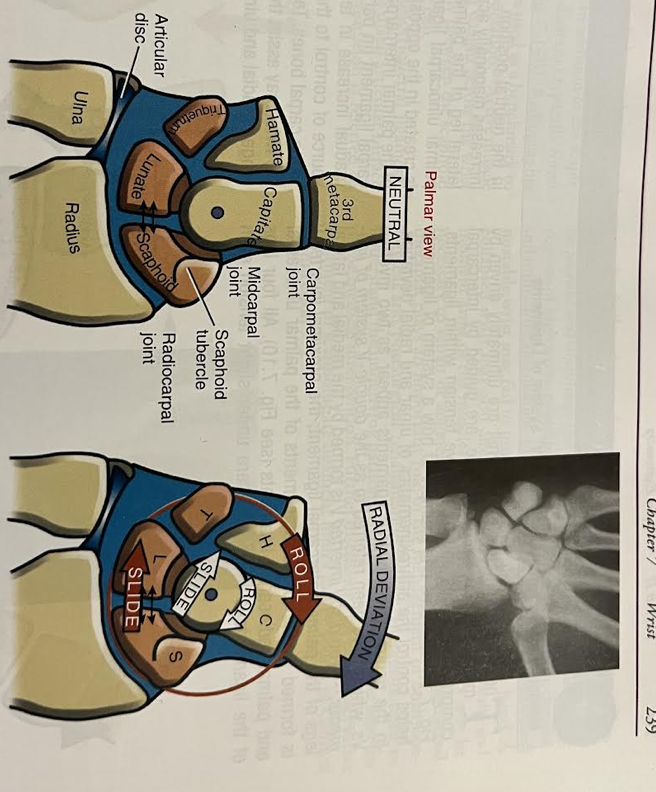 Chapter 7 Wrist 239
Palmar view
NEUTRAL
3rd
metacarpal
Carpometacarpal
joint
Hamate
Capitate
Midcarpal
joint
Triquetrum
Scaphoid
tubercle
Lunate
Scaphoid
Radiocarpal
joint
Articular
disc
Ulna
Radius
RADIAL DEVIATION
ROLL
H
C
T
ROLL
SLIDE
L
S
SLIDE